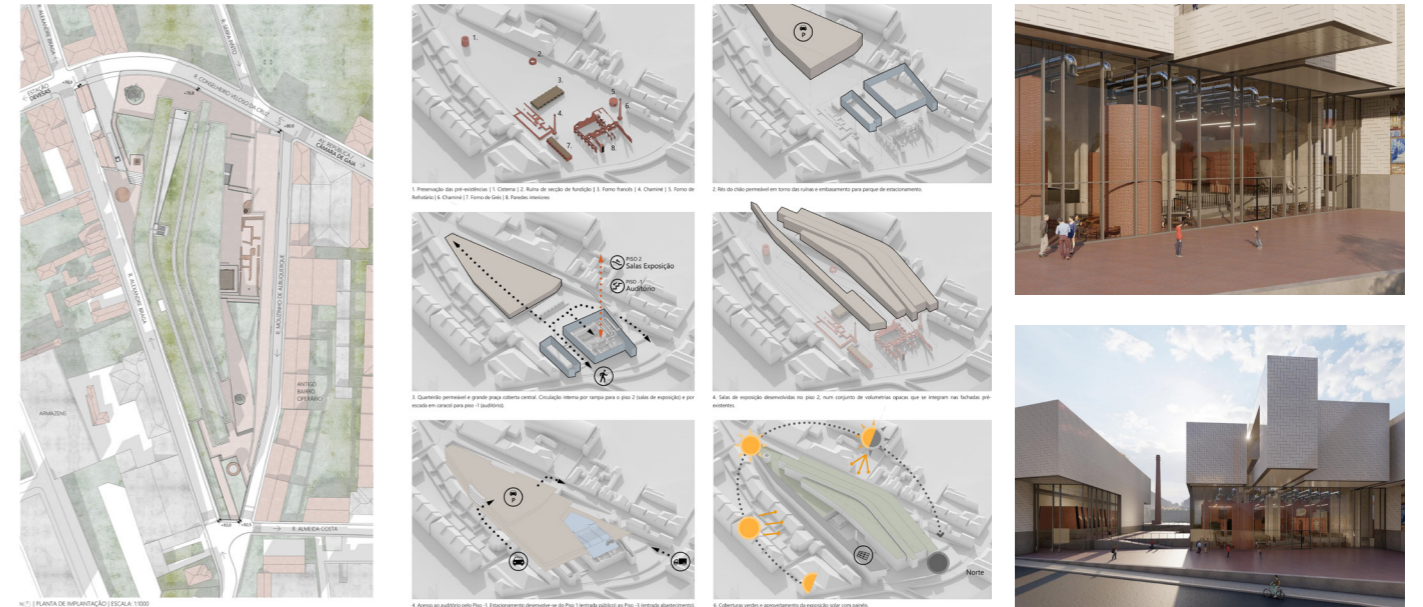 R. ALEXANDRE BRAGA
R. SERPA PINTO
R. CONSELHEIRO VELOSO DA CRUZ
ESTAÇÃO
DEVESAS
AV. REPÚBLICA /
CÂMARA DE GAIA
R. ALEXANDRE BRAGA
R. MOUZINHO DE ALBUQUERQUE
ANTIGO
BAIRRO
OPERÁRIO
ARMAZÉNS
R. ALMEIDA COSTA
| PLANTA DE IMPLANTAÇÃO | ESCALA: 1:1000
1.
2.
3.
4.
5.
6.
7.
8.
1. Preservação das pré-existências | 1. Cisterna | 2. Ruína de secção de fundição | 3. Forno francês | 4. Chaminé | 5. Forno de
Refratário | 6. Chaminé | 7. Forno de Grés | 8. Paredes interiores
P
2. Rés do chão permeável em torno das ruínas e embasamento para parque de estacionamento.
PISO 2
Salas Exposição
PISO -1
Auditório
3. Quarteirão permeável e grande praça coberta central. Circulação interna por rampa para o piso 2 (salas de exposição) e por
escada em caracol para piso -1 (auditório).
4. Salas de exposição desenvolvidas no piso 2, num conjunto de volumetrias opacas que se integram nas fachadas pré-
existentes.
P
4. Acesso ao auditório pelo Piso -1. Estacionamento desenvolve-se do Piso 1 (entrada pública) ao Piso -3 (entrada abastecimento).
Norte
6. Coberturas verdes e aproveitamento da exposição solar com painéis.